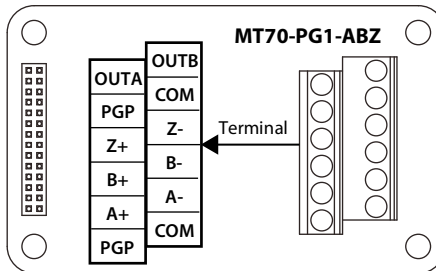 MT70-PG1-ABZ
OUTA
PGP
Z+
B+
A+
PGP
OUTB
COM
Z-
B-
A-
COM
Terminal